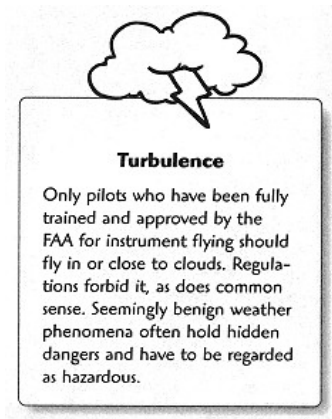 Turbulence
Only pilots who have been fully
trained and approved by the
FAA for instrument flying should
fly in or close to clouds. Regula-
tions forbid it, as does common
sense. Seemingly benign weather
phenomena often hold hidden
dangers and have to be regarded
as hazardous.